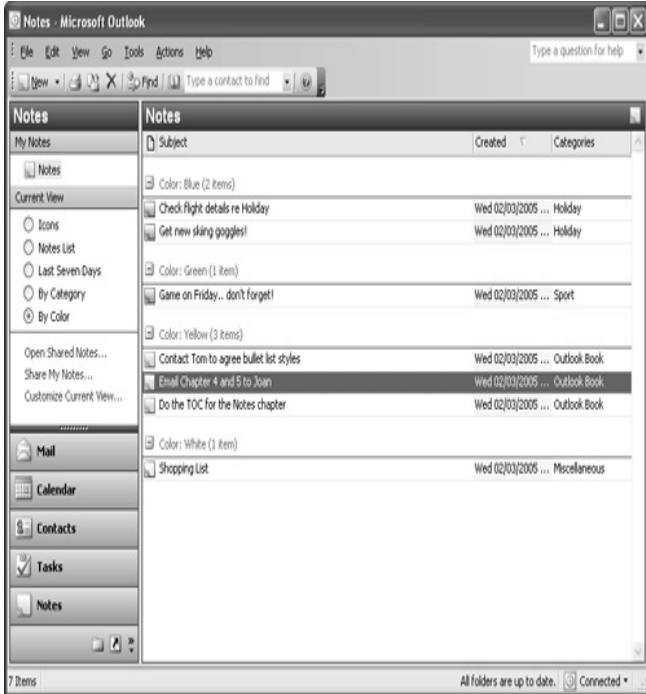 Notes - Microsoft Outlook
File Edit View Go Tools Actions Help
Type a question for help
New Find Type a contact to find
Notes
My Notes
Notes
Current View
Icons
Notes List
Last Seven Days
By Category
By Color
Open Shared Notes...
Share My Notes...
Customize Current View...
Mail
Calendar
Contacts
Tasks
Notes
Notes
Subject Created Categories
Color: Blue (2 items)
Check flight details re Holiday Wed 02/03/2005 ... Holiday
Get new skiing goggles! Wed 02/03/2005 ... Holiday
Color: Green (1 item)
Game on Friday.. don't forget! Wed 02/03/2005 ... Sport
Color: Yellow (3 items)
Contact Tom to agree bullet list styles Wed 02/03/2005 ... Outlook Book
Email Chapter 4 and 5 to Joan Wed 02/03/2005 ... Outlook Book
Do the TOC for the Notes chapter Wed 02/03/2005 ... Outlook Book
Color: White (1 item)
Shopping List Wed 02/03/2005 ... Miscellaneous
7 Items All folders are up to date. Connected